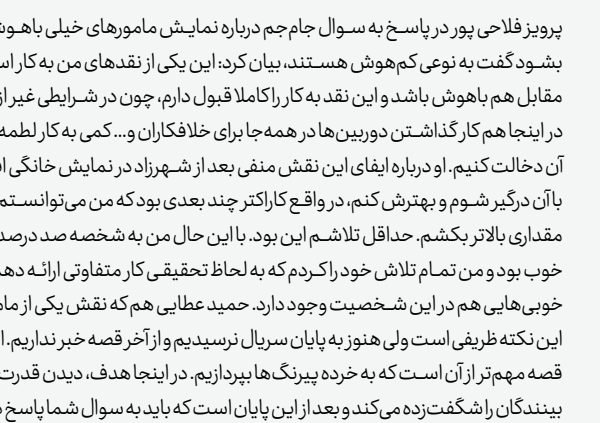 پرویز فلاحی پور در پاسخ به سوال جام‌جم درباره نمایش مامورهای خیلی
بشود گفت به نوعی کم‌هوش هستند، بیان کرد: این یکی از نقدهای من به کار
مقابل هم باهوش باشد و این نقد به کار را کاملا قبول دارم، چون در شرایطی غیر از
در اینجا هم کار گذاشتن دوربین‌ها در همه‌جا برای خلافکاران و... کمی به کار لطمه
آن دخالت کنیم. او درباره ایفای این نقش منفی بعد از شهرزاد در نمایش خانگی
با آن درگیر شوم و بهترش کنم، در واقع کاراکتر چند بعدی بود که من می‌توانستم
مقداری بالاتر بکشم. حداقل تلاشم این بود. با این حال من به شخصه صد درصد
خوب بود و من تمام تلاش خود را کردم که به لحاظ تحقیقی کار متفاوتی ارائه
خوبی‌هایی هم در این شخصیت وجود دارد. حمید عطایی هم که نقش یکی از
این نکته ظریفی است ولی هنوز به پایان سریال نرسیدیم و از آخر قصه خبر نداریم.
قصه مهم‌تر از آن است که به خرده پیرنگ‌ها بپردازیم. در اینجا هدف، دیدن قدرت
بینندگان را شگفت‌زده می‌کند و بعد از این پایان است که باید به سوال شما پاسخ